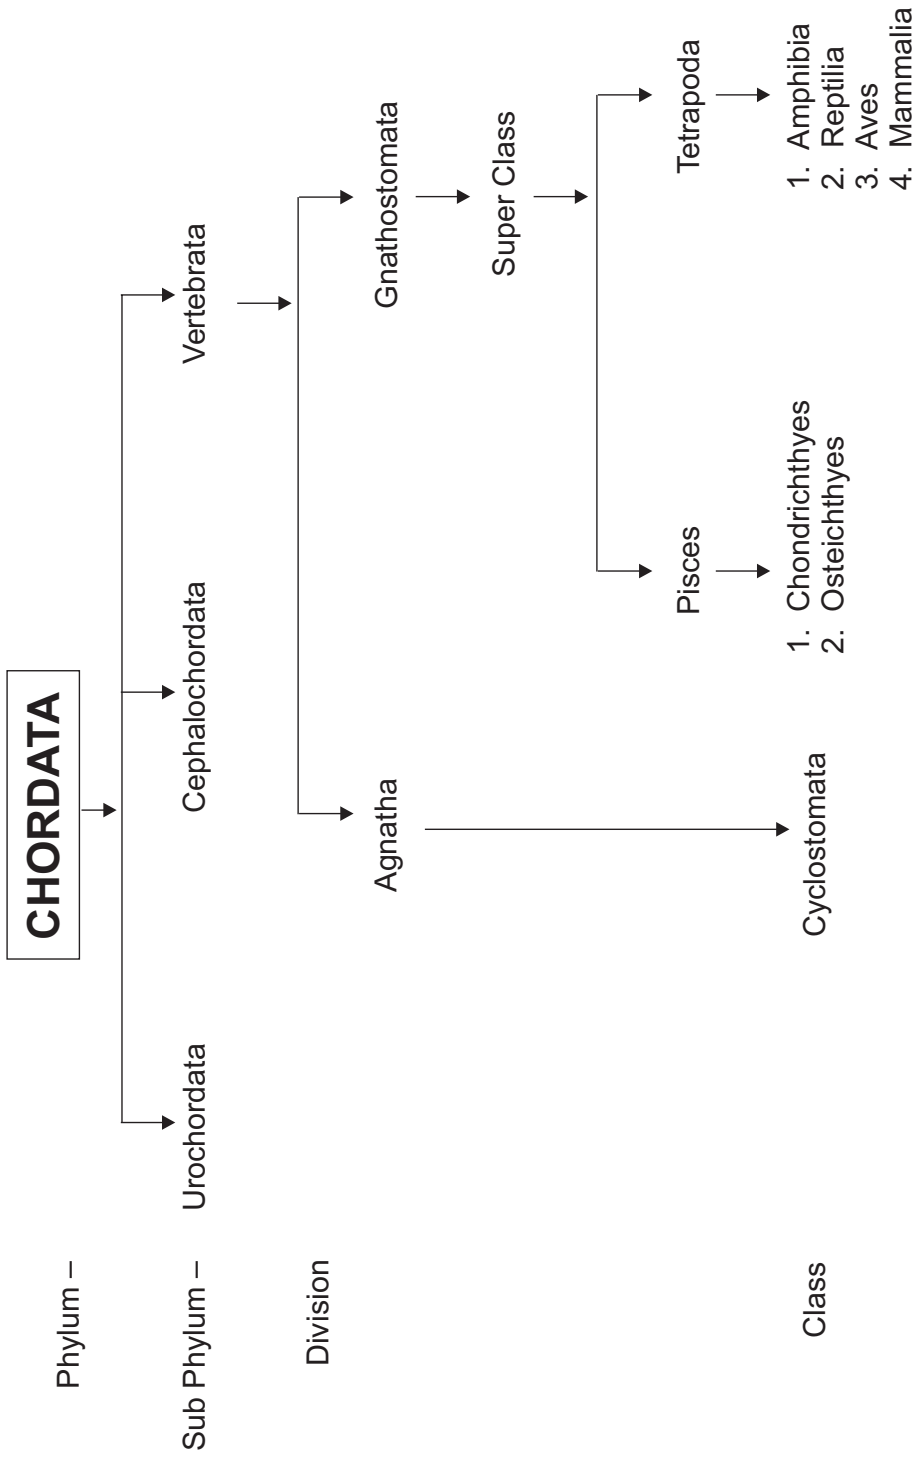 Phylum – CHORDATA
Sub Phylum – Urochordata Cephalochordata Vertebrata
Division Agnatha Gnathostomata
Super Class
Pisces Tetrapoda
Class Cyclostomata
1. Chondrichthyes
2. Osteichthyes
1. Amphibia
2. Reptilia
3. Aves
4. Mammalia